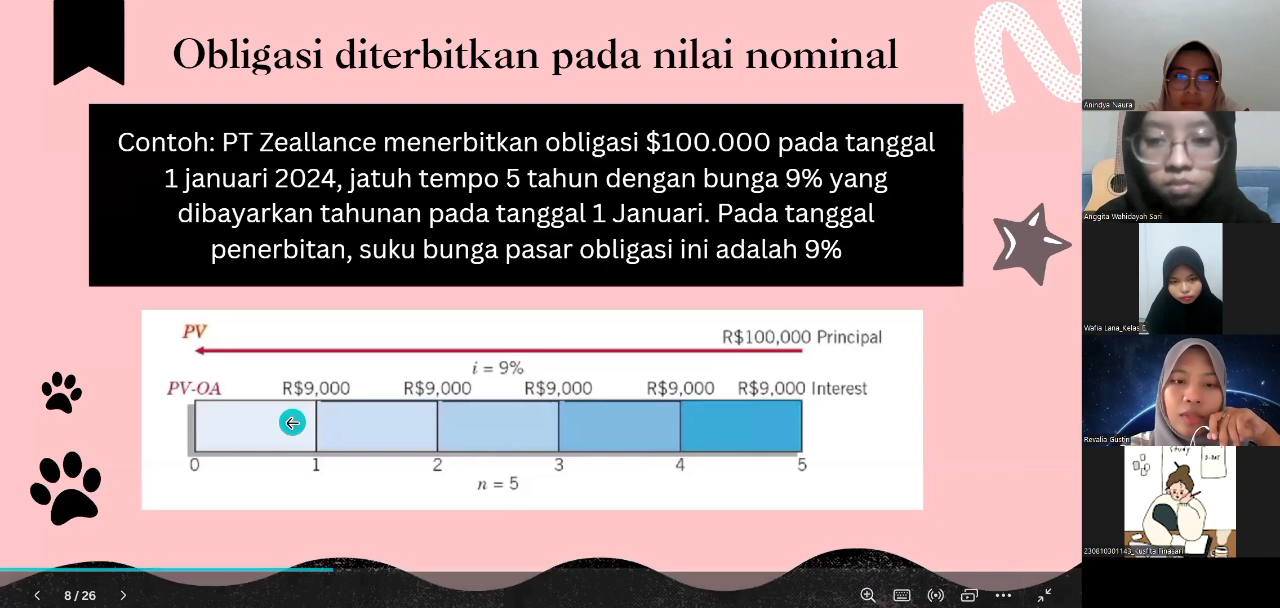 Obligasi diterbitkan pada nilai nominal
Contoh: PT Zeallance menerbitkan obligasi $100.000 pada tanggal
1 januari 2024, jatuh tempo 5 tahun dengan bunga 9% yang
dibayarkan tahunan pada tanggal 1 Januari. Pada tanggal
penerbitan, suku bunga pasar obligasi ini adalah 9%
PV
R$100,000 Principal
i = 9%
PV-OA R$9,000 R$9,000 R$9,000 R$9,000 R$9,000 Interest
0 1 2 3 4 5
n = 5
8 / 26
Anindya Naura
Anggita Wahidayah Sari
Wafia Lana_Kelas E
Revalia Gustin
Study